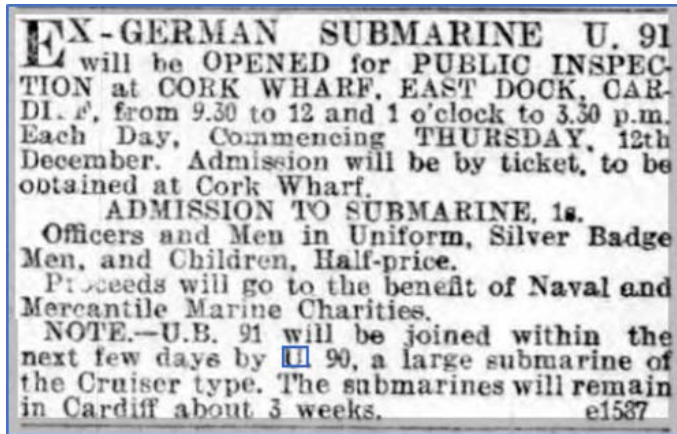 EX-GERMAN SUBMARINE U. 91
will be OPENED for PUBLIC INSPEC-
TION at CORK WHARF, EAST DOCK, CAR-
DIFF, from 9.30 to 12 and 1 o'clock to 3.30 p.m.
Each Day, Commencing THURSDAY, 12th
December. Admission will be by ticket, to be
obtained at Cork Wharf.
ADMISSION TO SUBMARINE, 1s.
Officers and Men in Uniform, Silver Badge
Men, and Children, Half-price.
Proceeds will go to the benefit of Naval and
Mercantile Marine Charities.
NOTE.—U.B. 91 will be joined within the
next few days by U. 90, a large submarine of
the Cruiser type. The submarines will remain
in Cardiff about 3 weeks. e1587